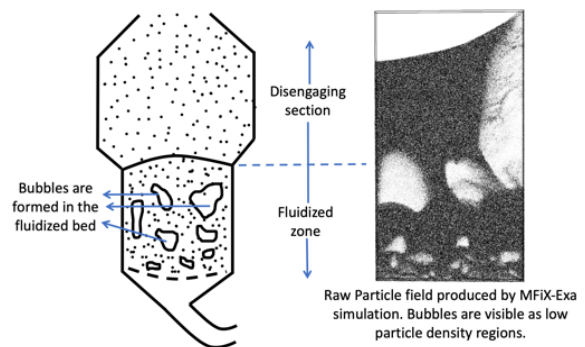 Disengaging
section
Bubbles are
formed in the
fluidized bed
Fluidized
zone
Raw Particle field produced by MFiX-Exa
simulation. Bubbles are visible as low
particle density regions.